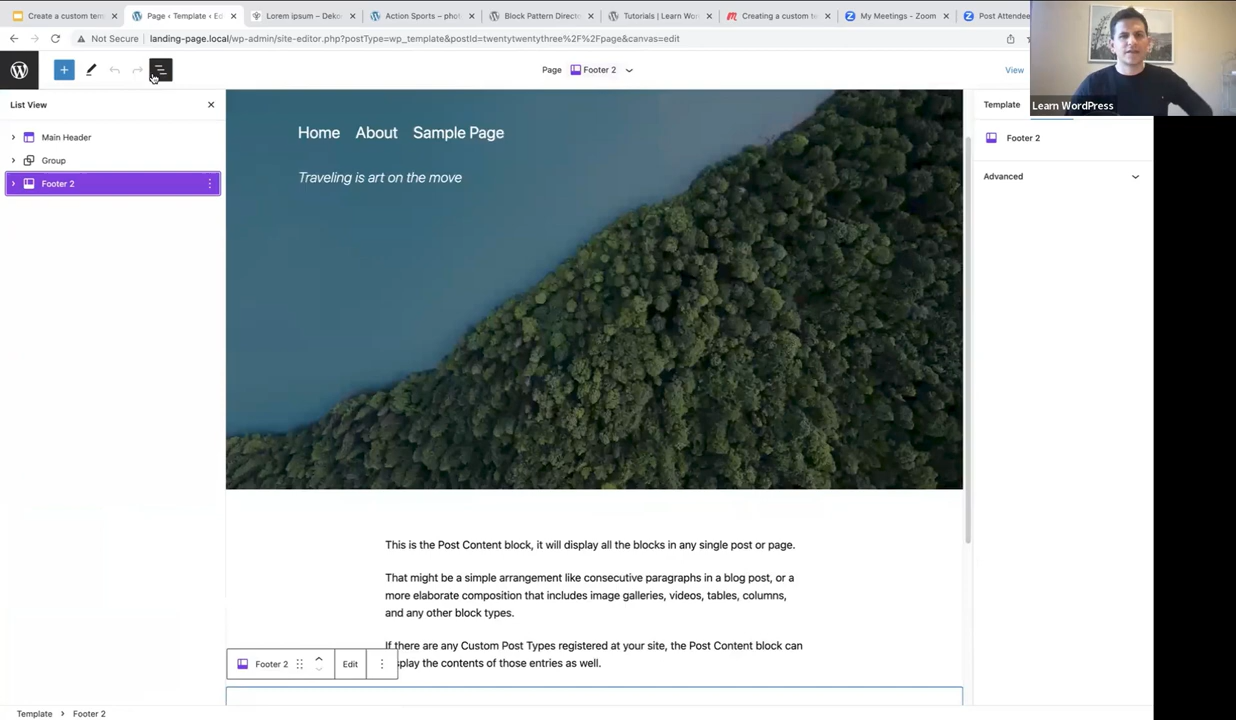 Create a custom tem
Page ‹ Template ‹ Ed
Lorem ipsum – Deko
Action Sports – phot
Block Pattern Direct
Tutorials | Learn Wor
Creating a custom te
My Meetings - Zoom
Post Attendee
Not Secure
landing-page.local/wp-admin/site-editor.php?postType=wp_template&postId=twentytwentythree%2F%2Fpage&canvas=edit
Page Footer 2
View
Learn WordPress
List View
Template
Main Header
Group
Footer 2
Home About Sample Page
Traveling is art on the move
Footer 2
Advanced
This is the Post Content block, it will display all the blocks in any single post or page.
That might be a simple arrangement like consecutive paragraphs in a blog post, or a
more elaborate composition that includes image galleries, videos, tables, columns,
and any other block types.
If there are any Custom Post Types registered at your site, the Post Content block can
display the contents of those entries as well.
Footer 2
Edit
Template > Footer 2